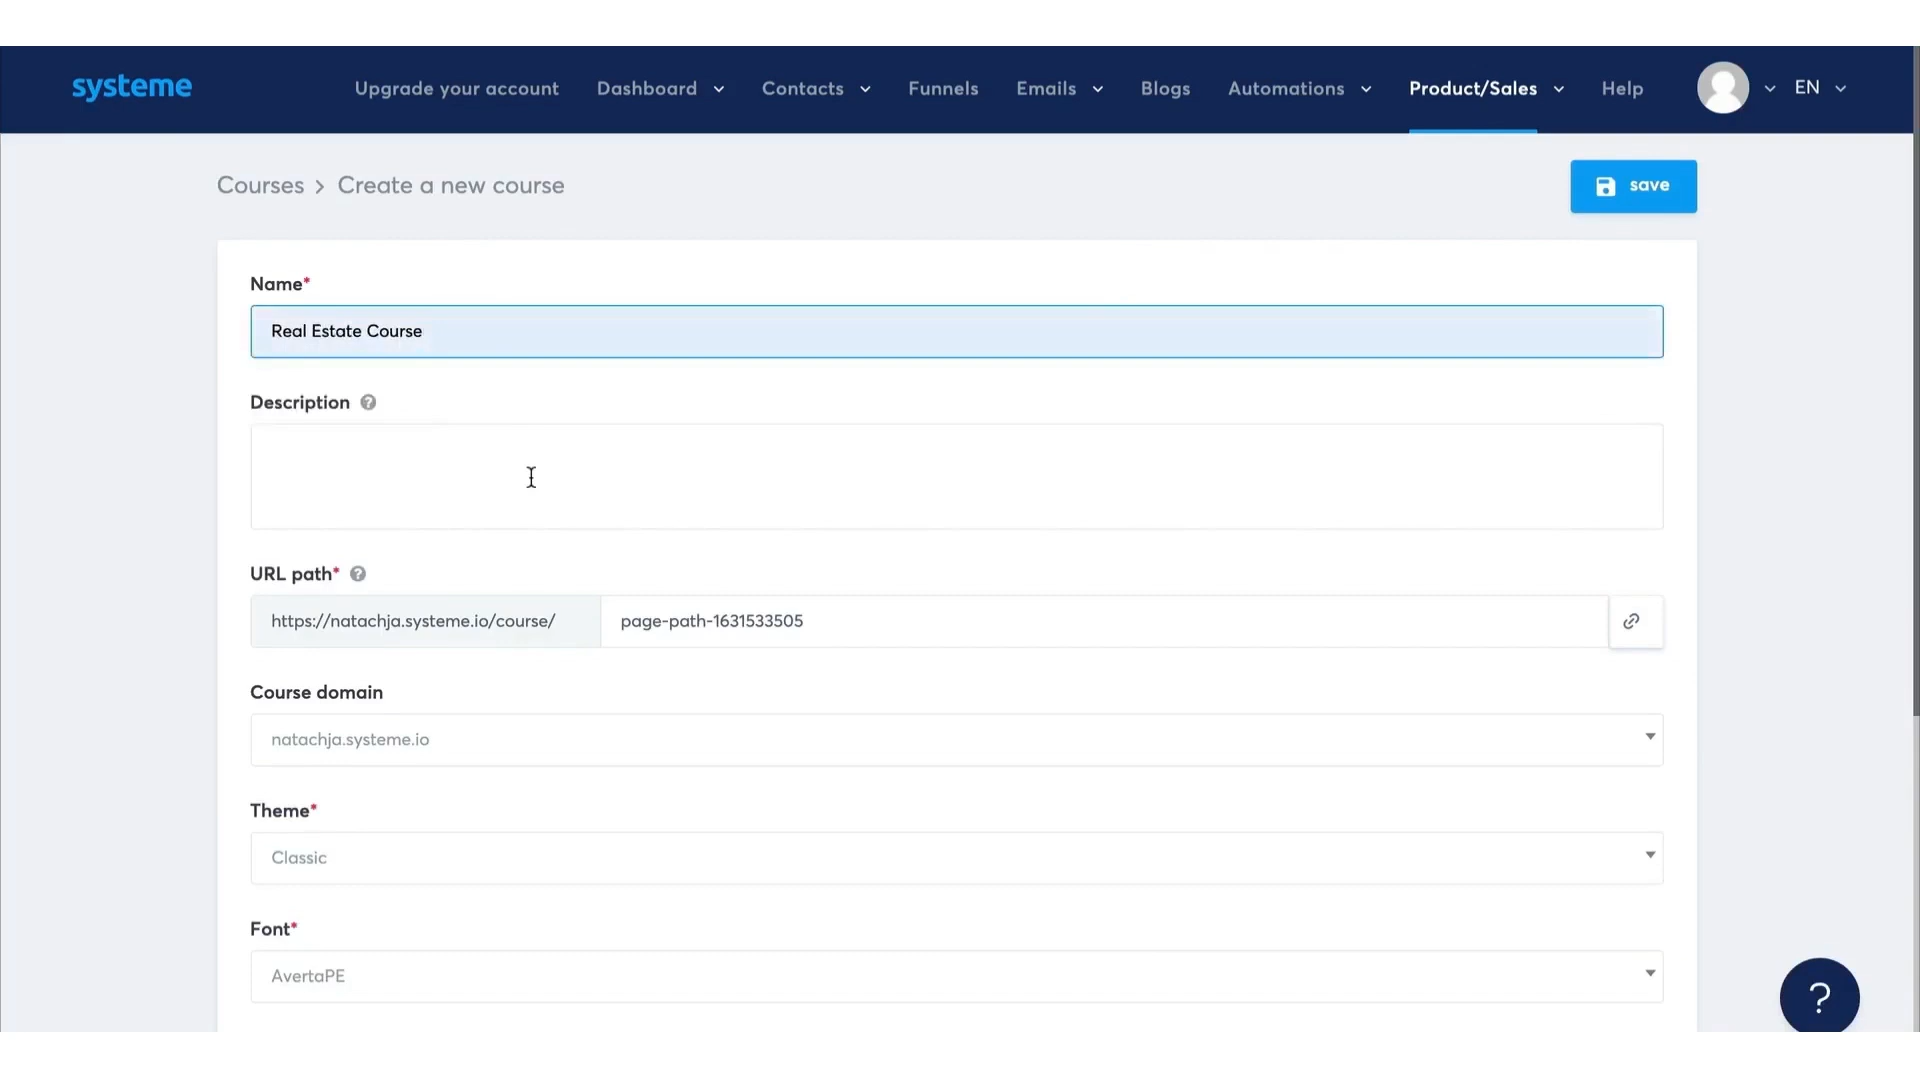 systeme Upgrade your account Dashboard Contacts Funnels Emails Blogs Automations Product/Sales Help EN
Courses > Create a new course save
Name*
Real Estate Course
Description ?
URL path* ?
https://natachja.systeme.io/course/ page-path-1631533505
Course domain
natachja.systeme.io
Theme*
Classic
Font*
AvertaPE
?